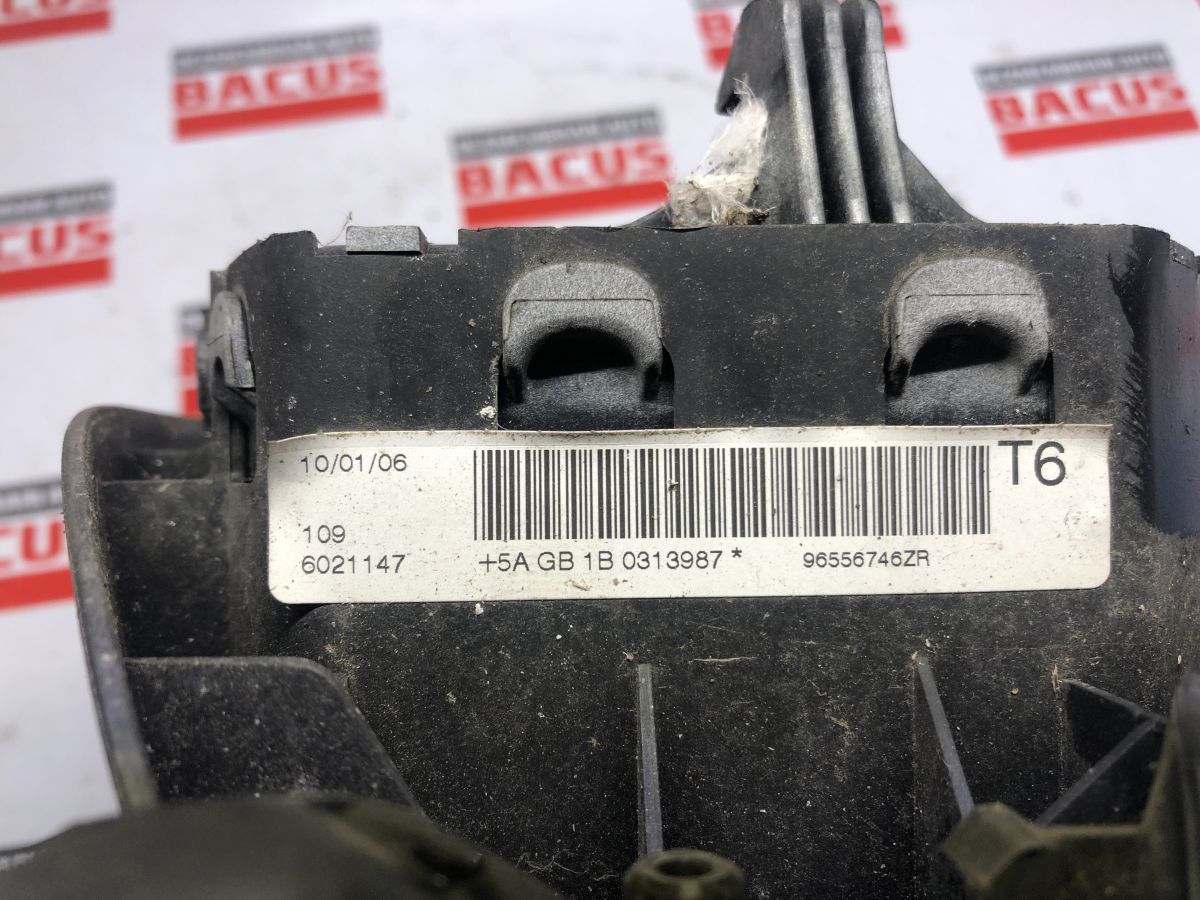 BACUS
BACUS
BACUS
BACUS
BACUS
10/01/06
T6
109
6021147
+5A GB 1B 0313987 *
96556746ZR